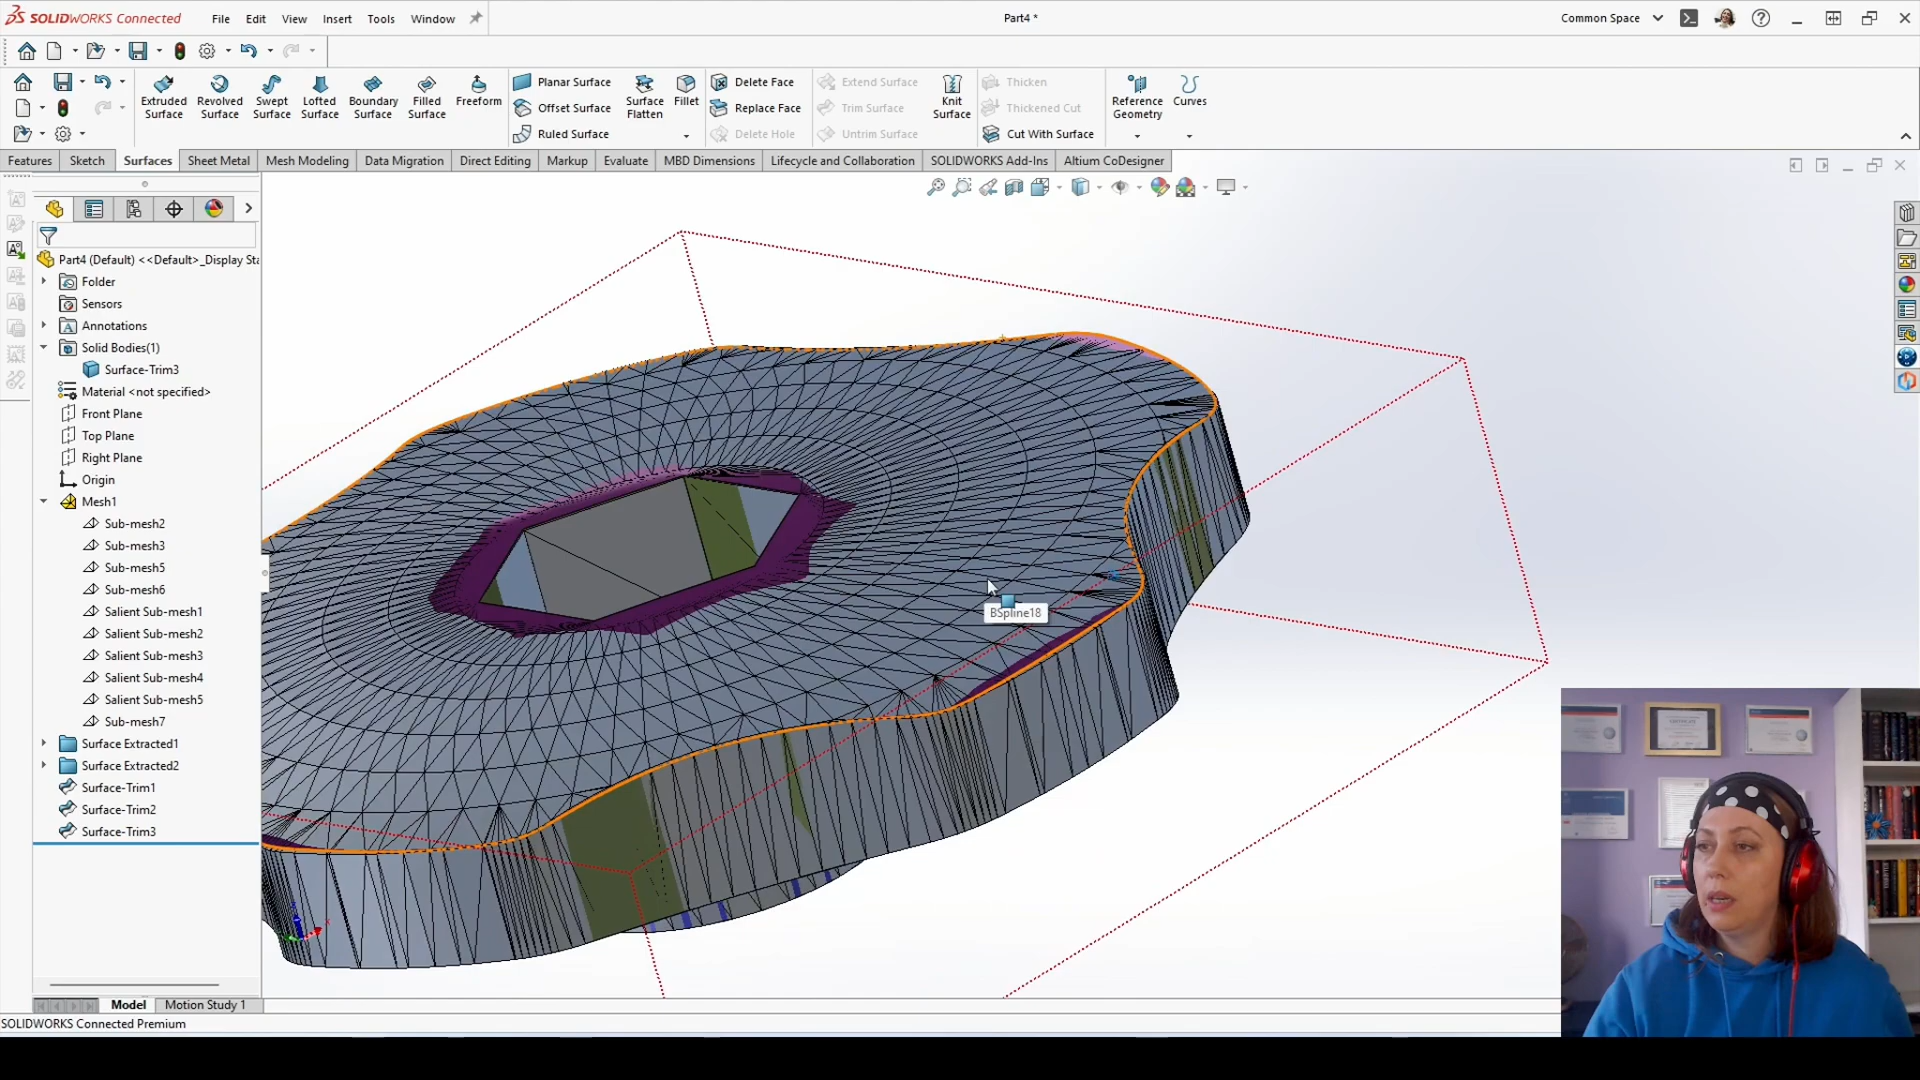 SOLIDWORKS Connected
File Edit View Insert Tools Window
Part4 *
Common Space
Extruded Surface
Revolved Surface
Swept Surface
Lofted Surface
Boundary Surface
Filled Surface
Freeform
Planar Surface
Offset Surface
Ruled Surface
Surface Flatten
Fillet
Delete Face
Replace Face
Delete Hole
Extend Surface
Trim Surface
Untrim Surface
Knit Surface
Thicken
Thickened Cut
Cut With Surface
Reference Geometry
Curves
Features Sketch Surfaces Sheet Metal Mesh Modeling Data Migration Direct Editing Markup Evaluate MBD Dimensions Lifecycle and Collaboration SOLIDWORKS Add-Ins Altium CoDesigner
Part4 (Default) <<Default>_Display Sta
Folder
Sensors
Annotations
Solid Bodies(1)
Surface-Trim3
Material <not specified>
Front Plane
Top Plane
Right Plane
Origin
Mesh1
Sub-mesh2
Sub-mesh3
Sub-mesh5
Sub-mesh6
Salient Sub-mesh1
Salient Sub-mesh2
Salient Sub-mesh3
Salient Sub-mesh4
Salient Sub-mesh5
Sub-mesh7
Surface Extracted1
Surface Extracted2
Surface-Trim1
Surface-Trim2
Surface-Trim3
BSpline18
Model Motion Study 1
SOLIDWORKS Connected Premium